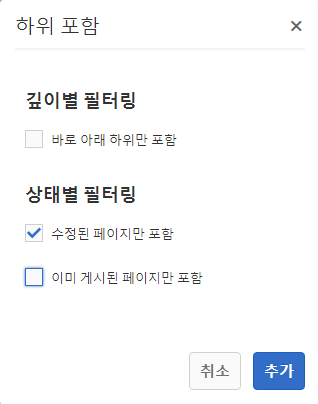 하위 포함
깊이별 필터링
바로 아래 하위만 포함
상태별 필터링
수정된 페이지만 포함
이미 게시된 페이지만 포함
취소 추가